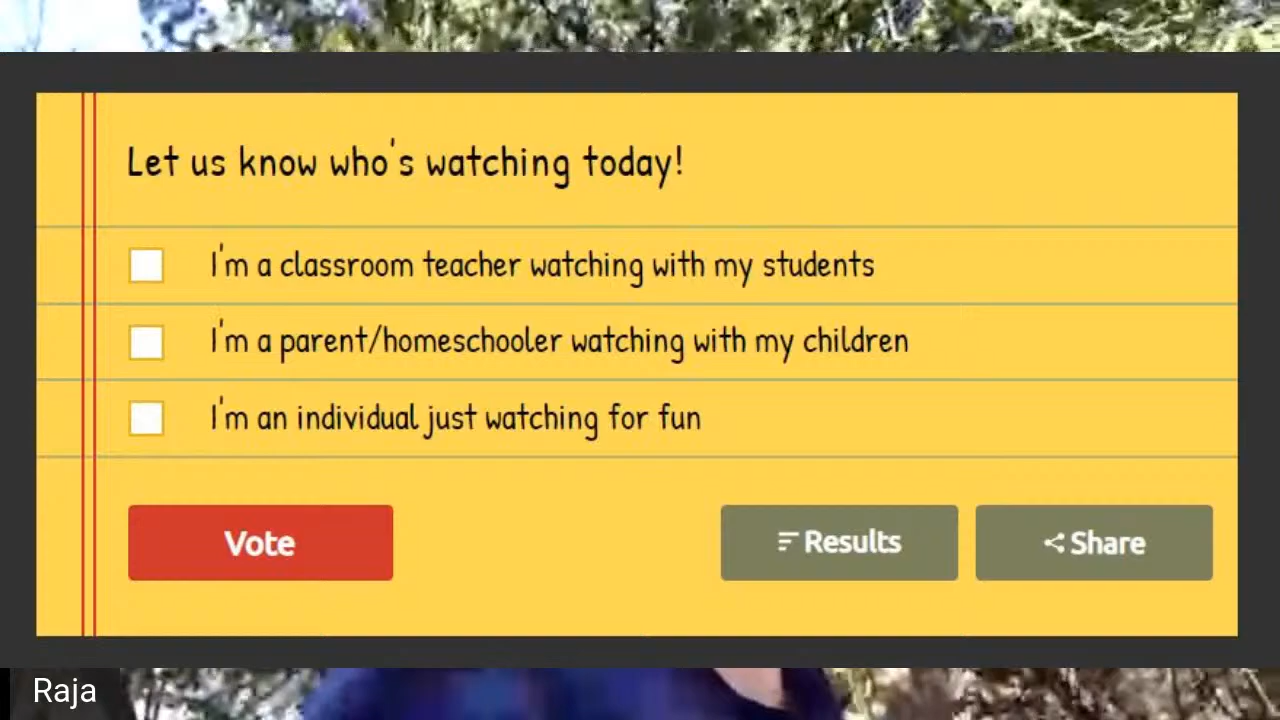 Let us know who's watching today!
I'm a classroom teacher watching with my students
I'm a parent/homeschooler watching with my children
I'm an individual just watching for fun
Vote
Results
Share
Raja